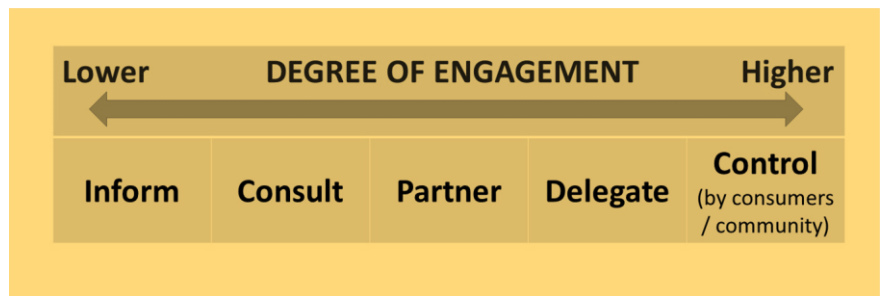 Lower DEGREE OF ENGAGEMENT Higher
Inform Consult Partner Delegate Control
(by consumers
/ community)